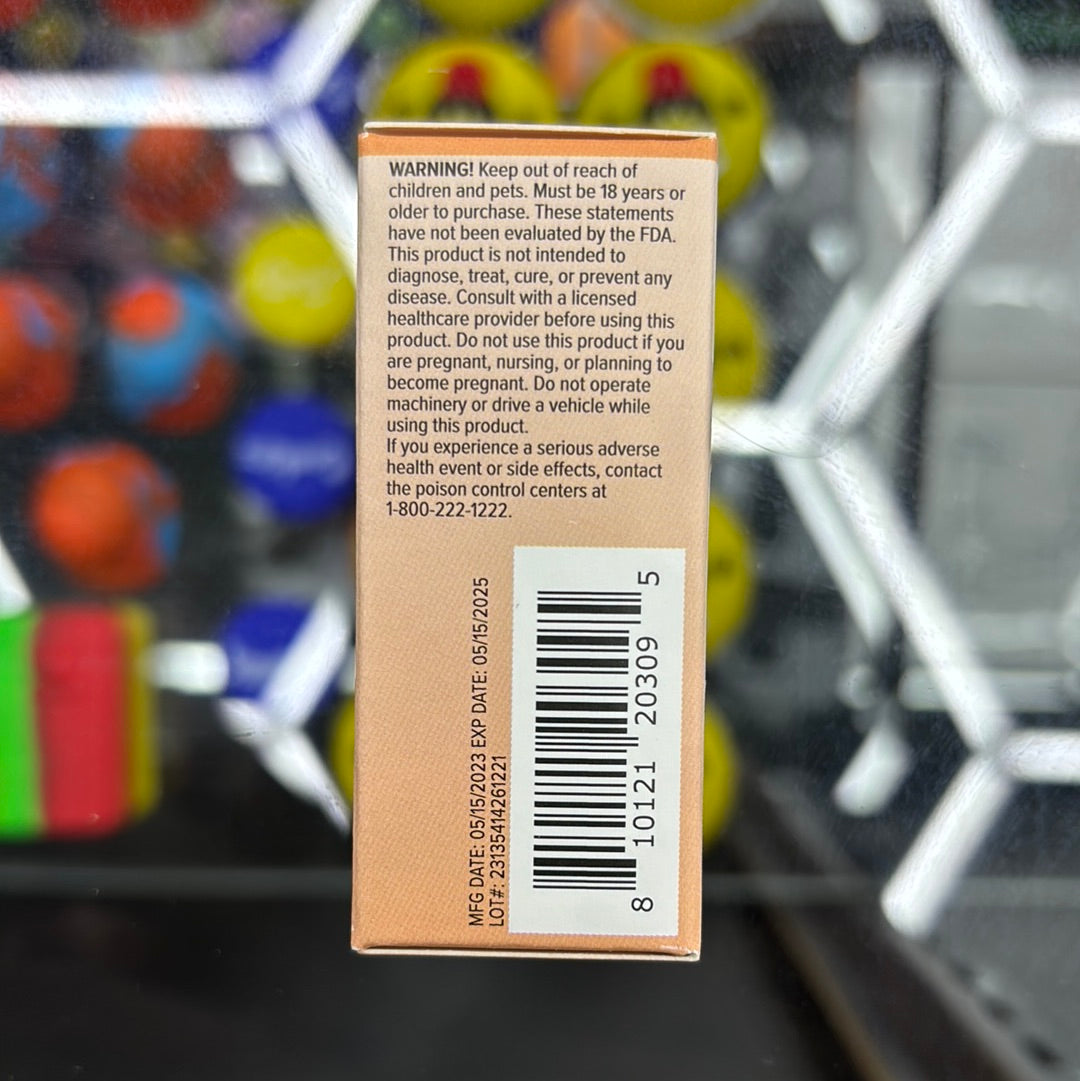 WARNING! Keep out of reach of
children and pets. Must be 18 years or
older to purchase. These statements
have not been evaluated by the FDA.
This product is not intended to
diagnose, treat, cure, or prevent any
disease. Consult with a licensed
healthcare provider before using this
product. Do not use this product if you
are pregnant, nursing, or planning to
become pregnant. Do not operate
machinery or drive a vehicle while
using this product.
If you experience a serious adverse
health event or side effects, contact
the poison control centers at
1-800-222-1222.
MFG DATE: 05/15/2023 EXP DATE: 05/15/2025
LOT#: 23135414261221
8 10121 20309 5